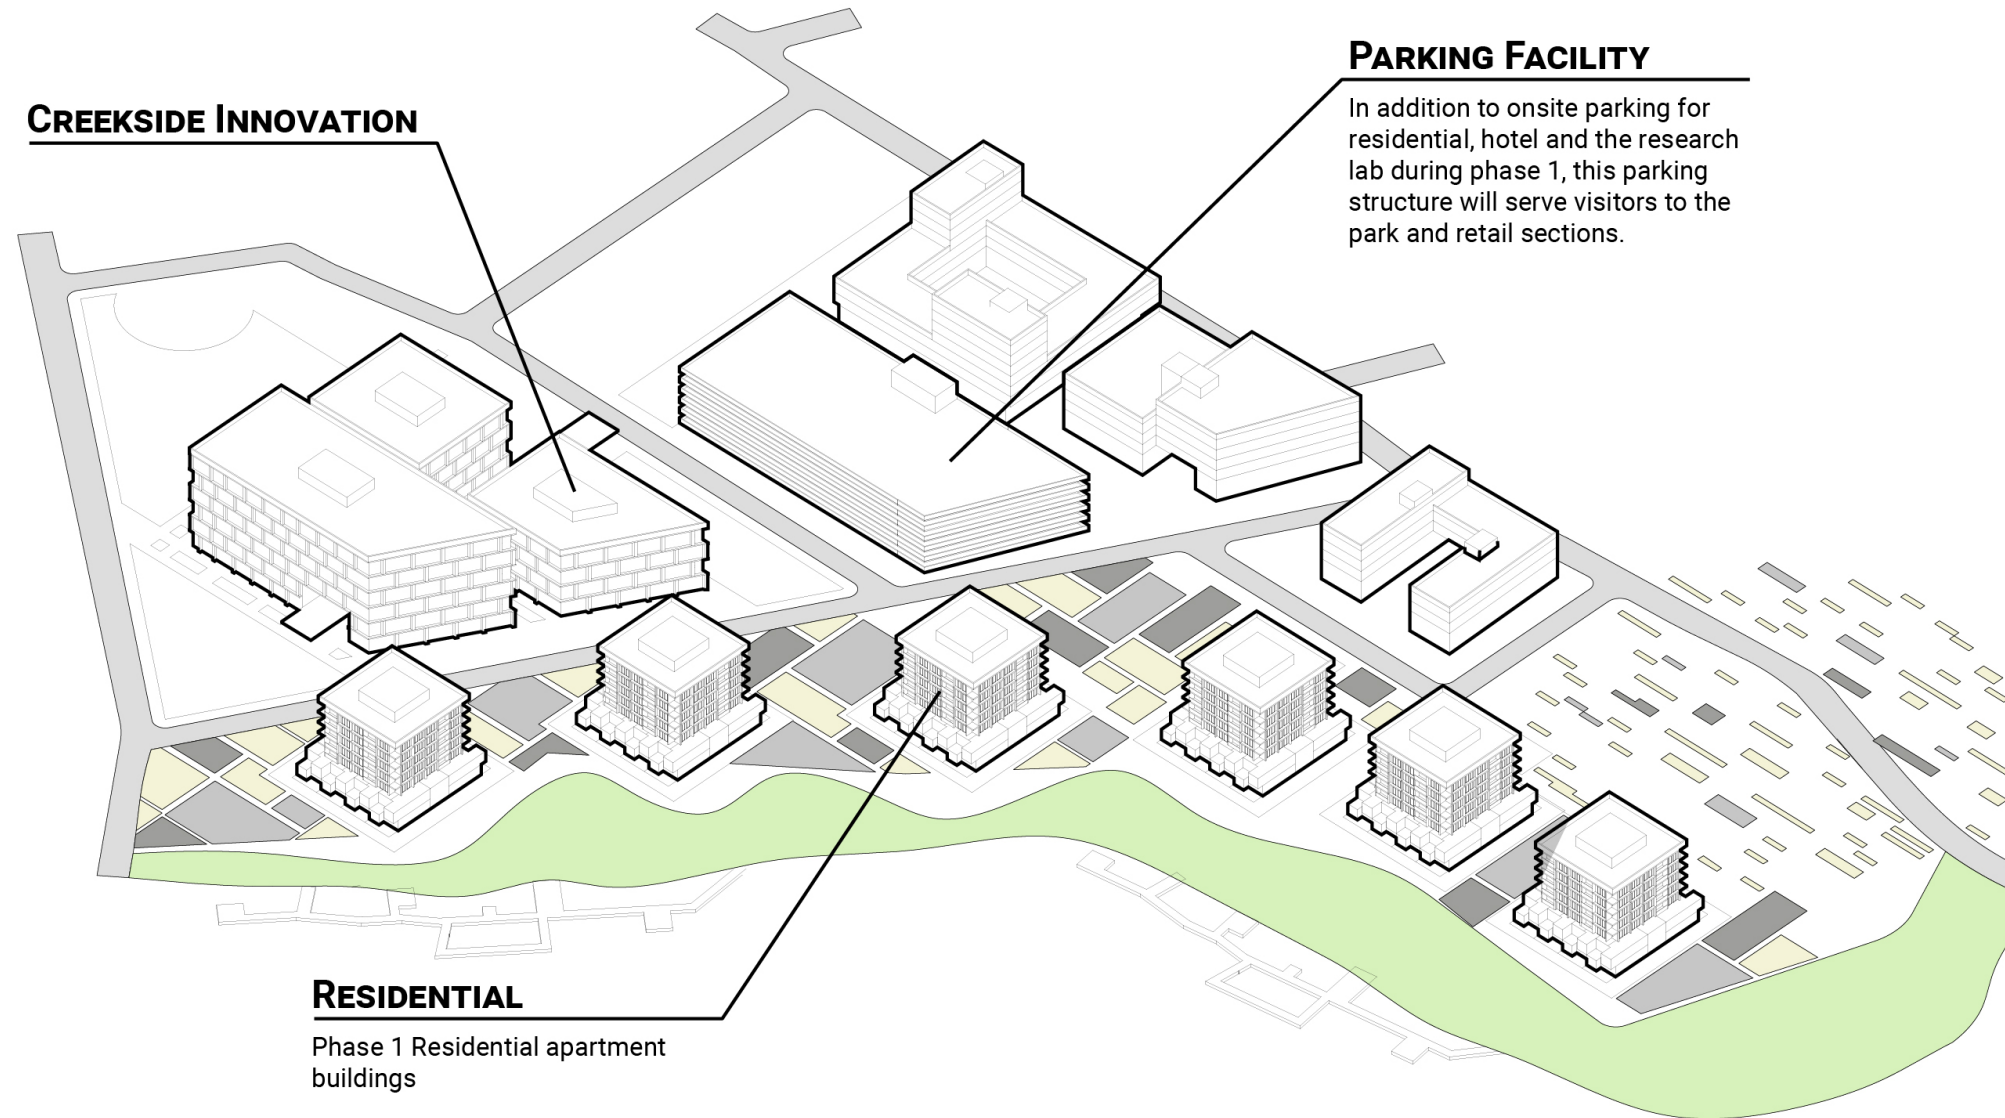 CREEKSIDE INNOVATION
PARKING FACILITY
In addition to onsite parking for
residential, hotel and the research
lab during phase 1, this parking
structure will serve visitors to the
park and retail sections.
RESIDENTIAL
Phase 1 Residential apartment
buildings